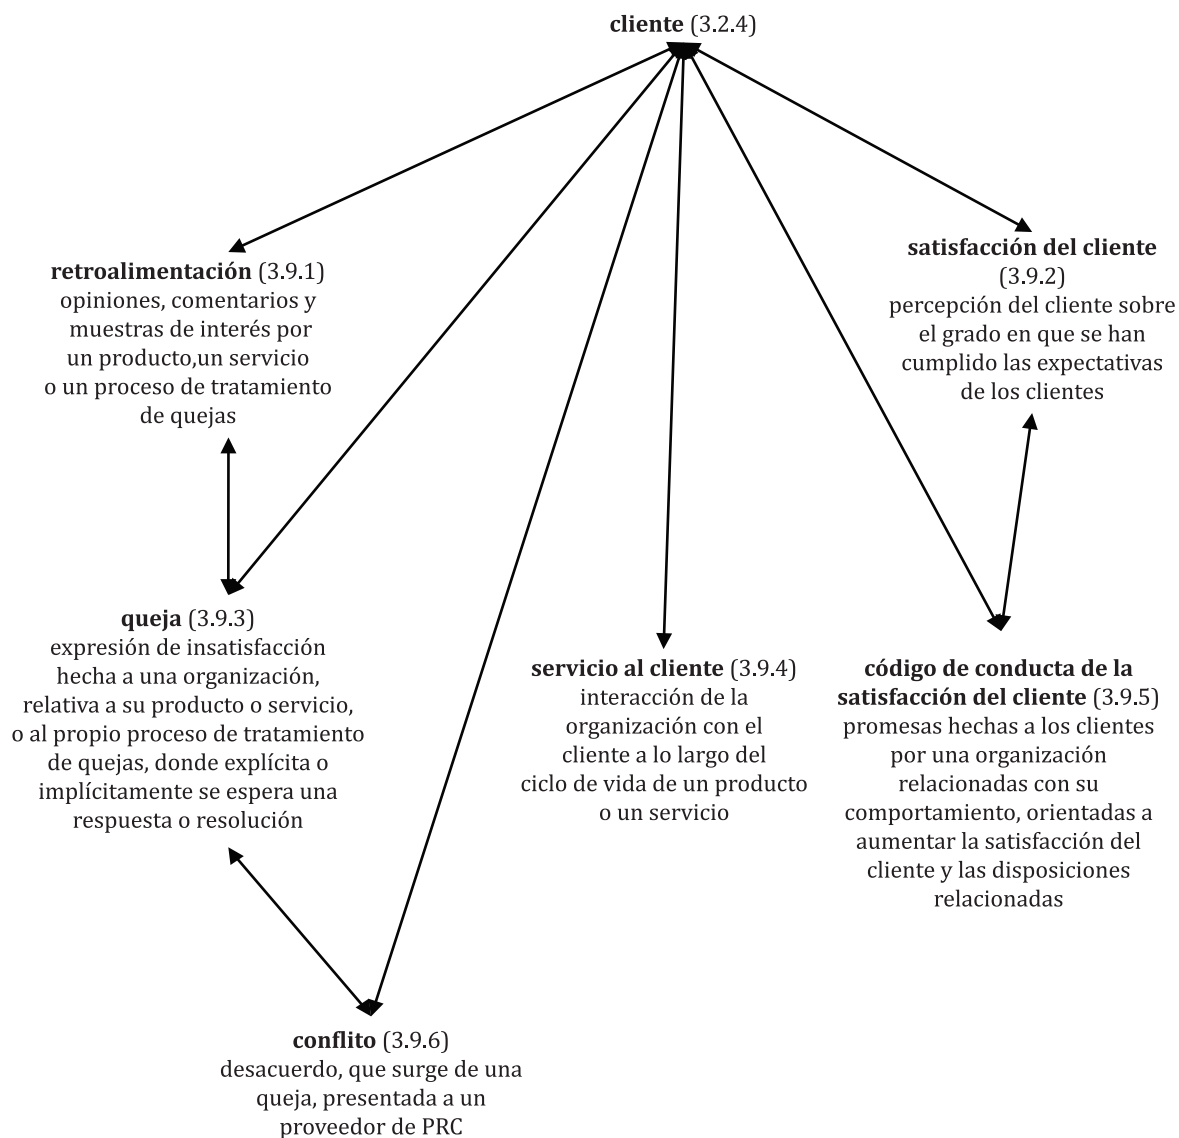 cliente (3.2.4)
retroalimentación (3.9.1)
opiniones, comentarios y
muestras de interés por
un producto,un servicio
o un proceso de tratamiento
de quejas
satisfacción del cliente
(3.9.2)
percepción del cliente sobre
el grado en que se han
cumplido las expectativas
de los clientes
queja (3.9.3)
expresión de insatisfacción
hecha a una organización,
relativa a su producto o servicio,
o al propio proceso de tratamiento
de quejas, donde explícita o
implícitamente se espera una
respuesta o resolución
servicio al cliente (3.9.4)
interacción de la
organización con el
cliente a lo largo del
ciclo de vida de un producto
o un servicio
código de conducta de la
satisfacción del cliente (3.9.5)
promesas hechas a los clientes
por una organización
relacionadas con su
comportamiento, orientadas a
aumentar la satisfacción del
cliente y las disposiciones
relacionadas
conflito (3.9.6)
desacuerdo, que surge de una
queja, presentada a un
proveedor de PRC